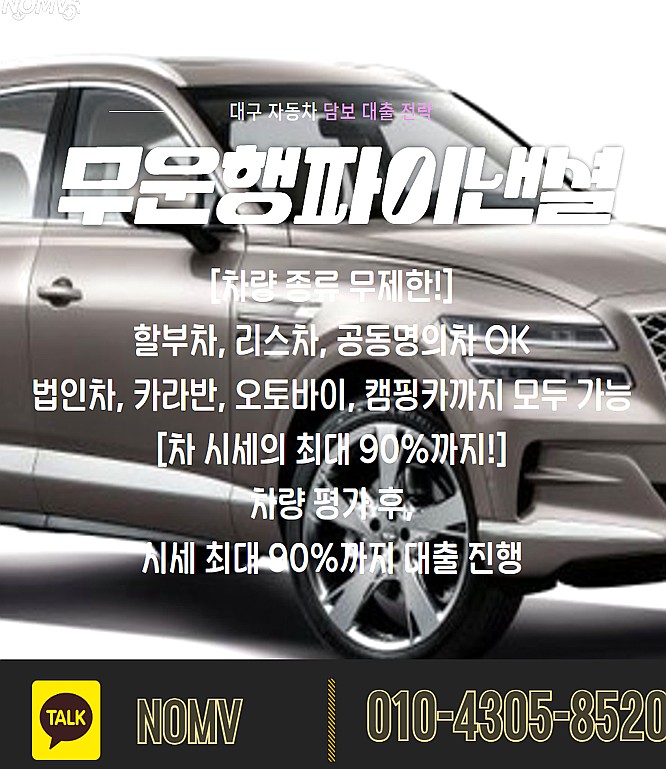 NOMV
대구 자동차 담보 대출 전략
무운행파이낸셜
[차량 종류 무제한!]
할부차, 리스차, 공동명의차 OK
법인차, 카라반, 오토바이, 캠핑카까지 모두 가능
[차 시세의 최대 90%까지!]
차량 평가 후,
시세 최대 90%까지 대출 진행
TALK
NOMV
010-4305-8520